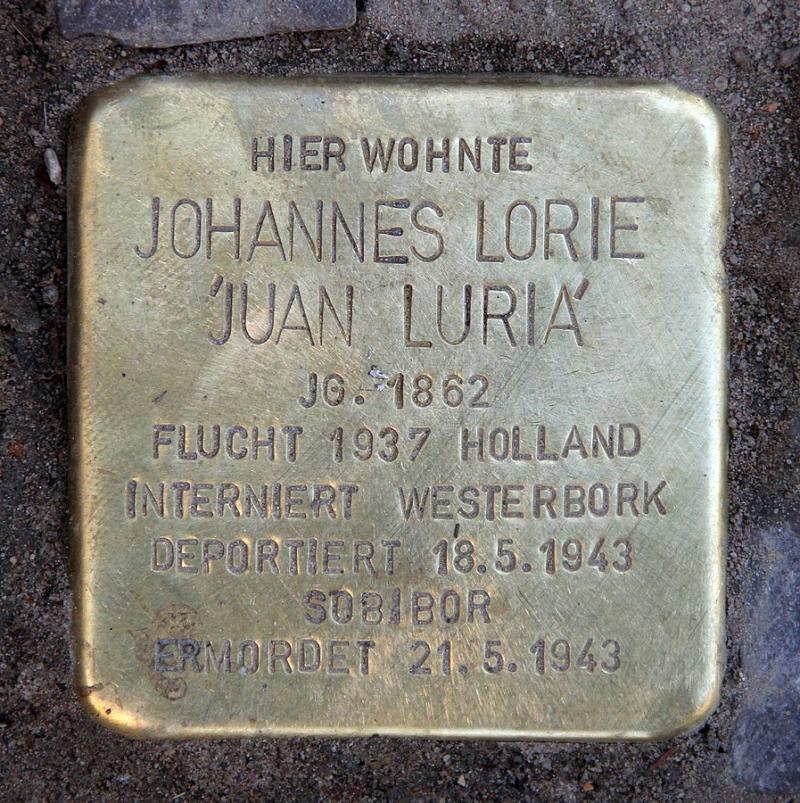 HIER WOHNTE
JOHANNES LORIE
'JUAN LURIA'
JG. 1862
FLUCHT 1937 HOLLAND
INTERNIERT WESTERBORK
DEPORTIERT 18.5.1943
SOBIBOR
ERMORDET 21.5.1943